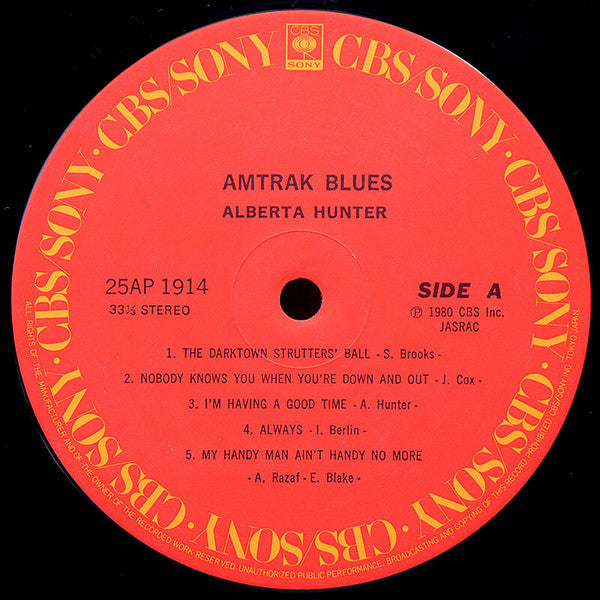 CBS
SONY
CBS/SONY · CBS/SONY · CBS/SONY · CBS/SONY · CBS/SONY · CBS/SONY · CBS/SONY · CBS/SONY
AMTRAK BLUES
ALBERTA HUNTER
25AP 1914
33⅓ STEREO
SIDE A
Ⓟ 1980 CBS Inc.
JASRAC
1. THE DARKTOWN STRUTTERS' BALL - S. Brooks -
2. NOBODY KNOWS YOU WHEN YOU'RE DOWN AND OUT - J. Cox -
3. I'M HAVING A GOOD TIME - A. Hunter -
4. ALWAYS - I. Berlin -
5. MY HANDY MAN AIN'T HANDY NO MORE
- A. Razaf - E. Blake -
ALL RIGHTS OF THE MANUFACTURER AND OF THE OWNER OF THE RECORDED WORK RESERVED. UNAUTHORIZED PUBLIC PERFORMANCE, BROADCASTING AND COPYING OF THIS RECORD PROHIBITED. CBS/SONY INC. TOKYO JAPAN.